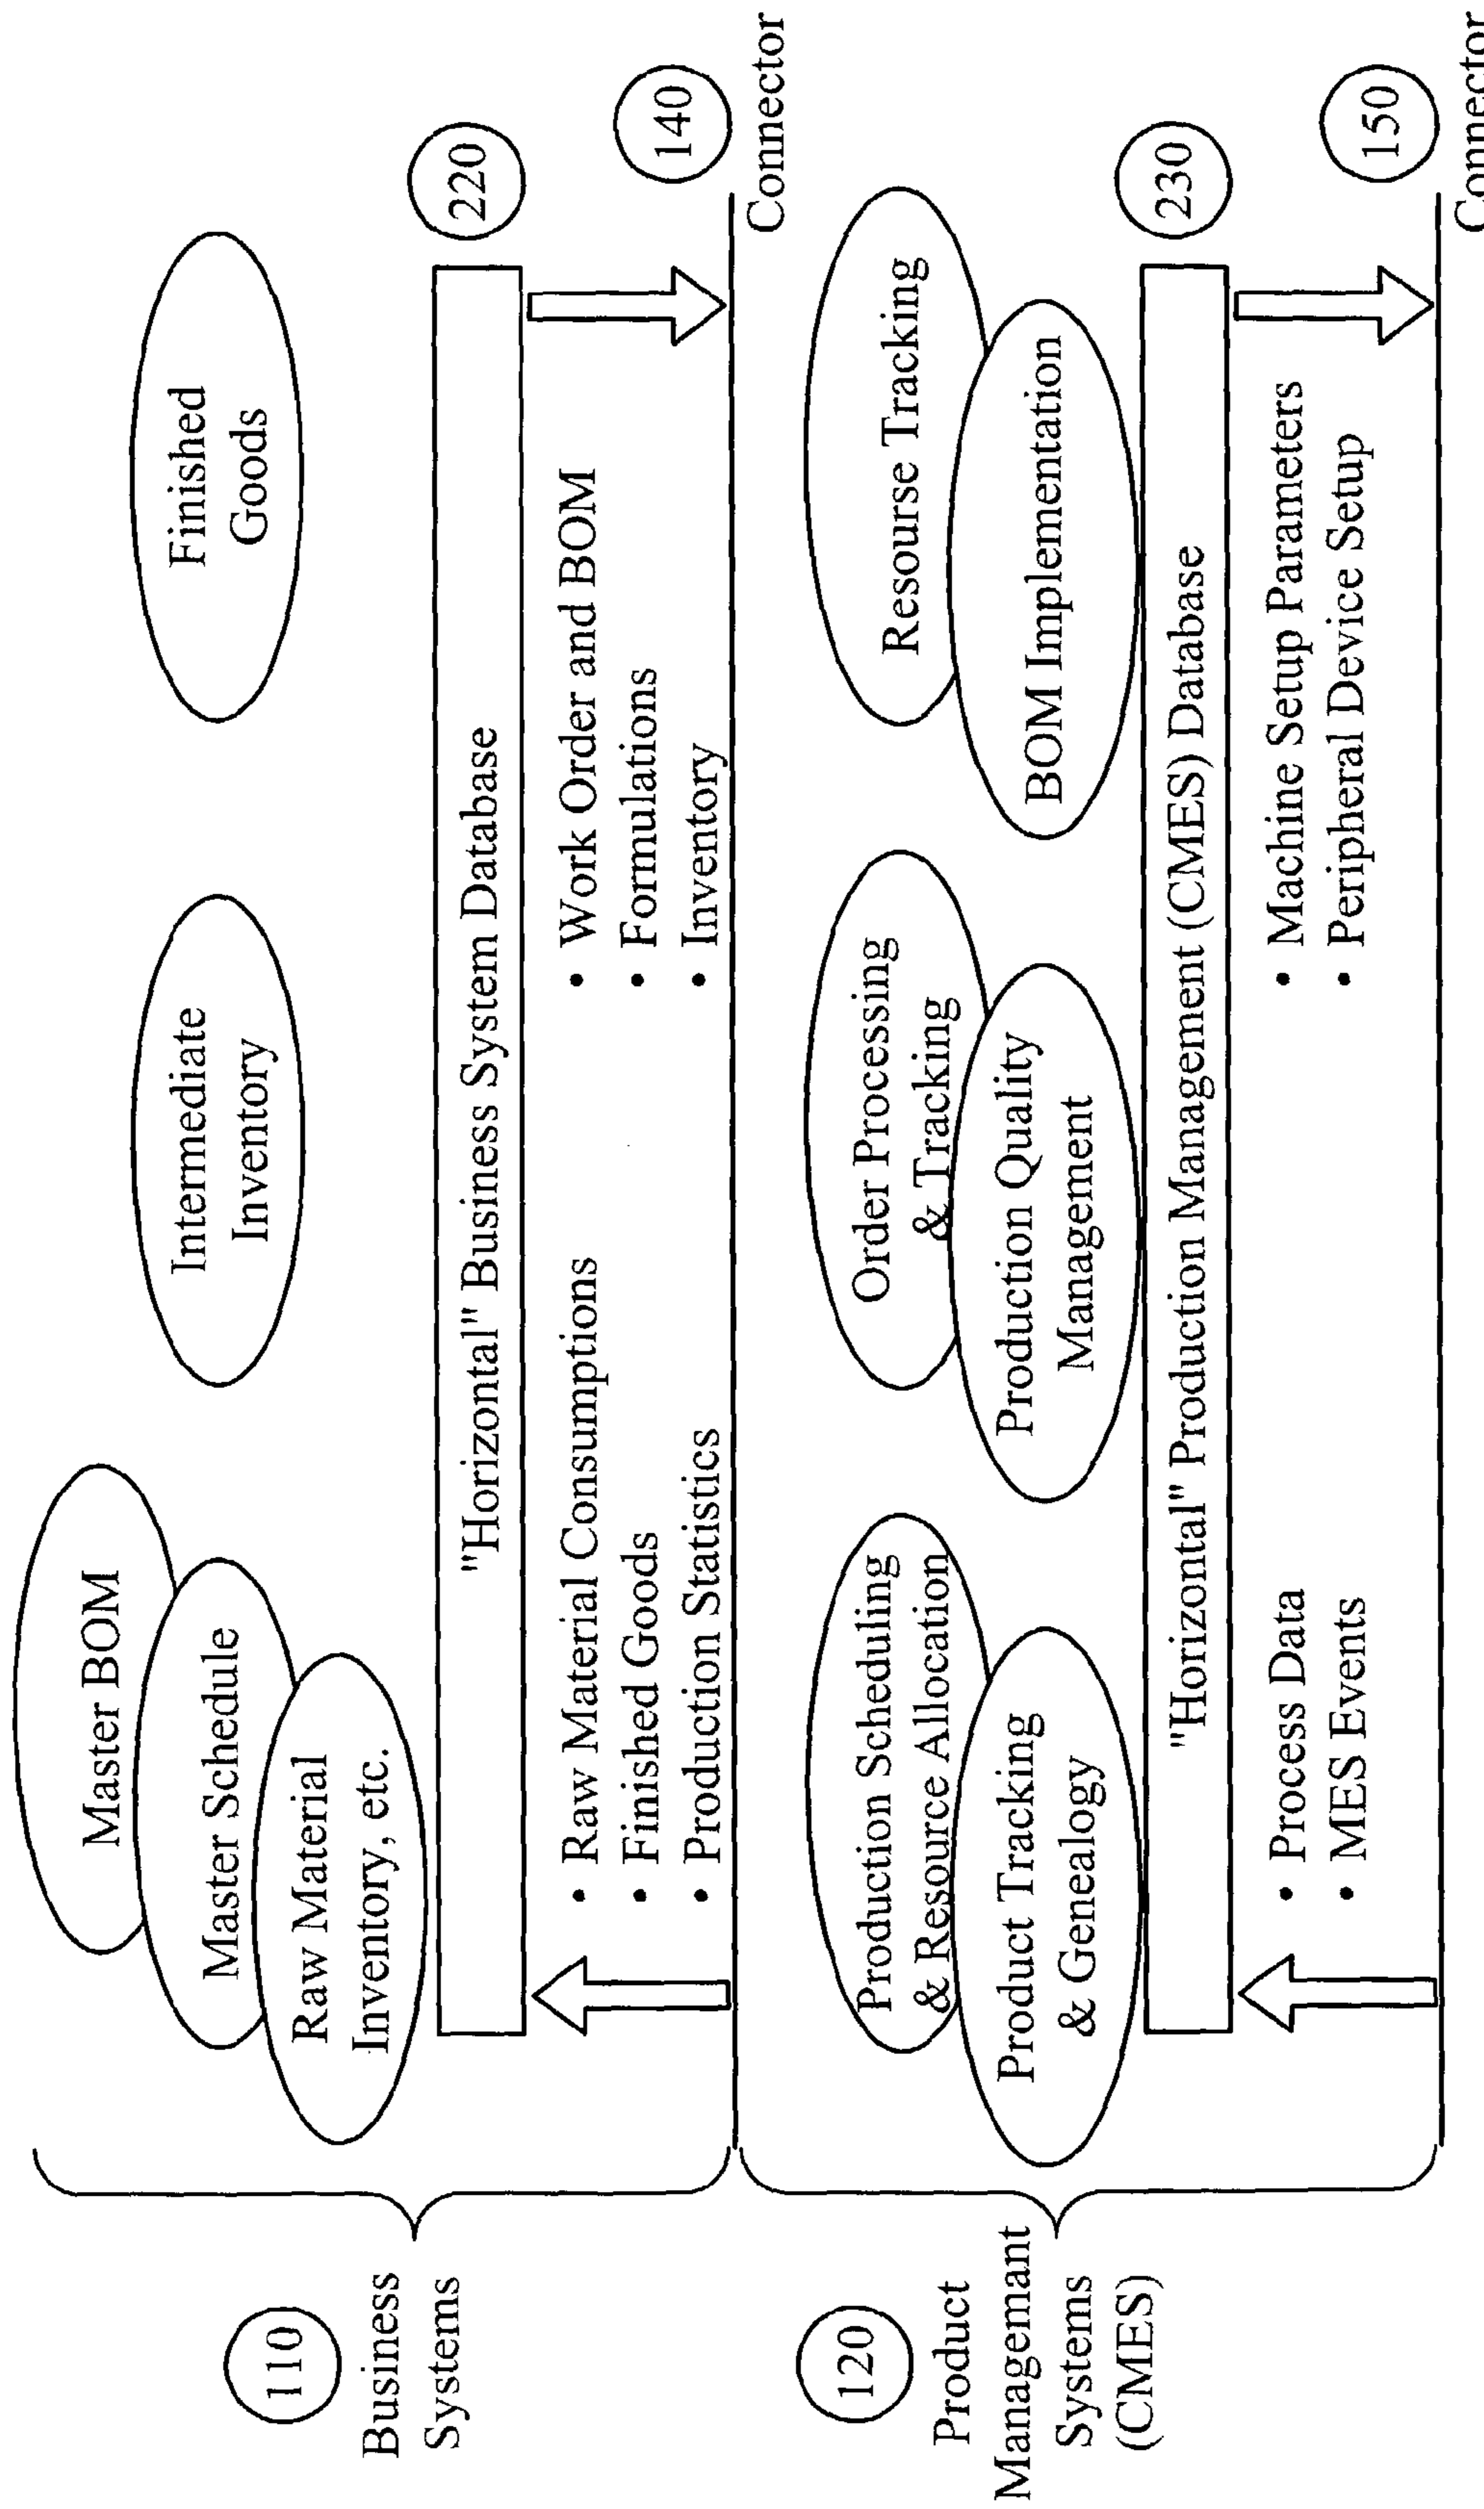 110
Business
Systems
Master BOM
Master Schedule
Raw Material
Inventory, etc.
Intermediate
Inventory
Finished
Goods
"Horizontal" Business System Database
220
• Raw Material Consumptions
• Finished Goods
• Production Statistics
• Work Order and BOM
• Formulations
• Inventory
140
Connector
120
Product
Managemant
Systems
(CMES)
Production Scheduling
& Resource Allocation
Product Tracking
& Genealogy
Order Processing
& Tracking
Production Quality
Management
Resourse Tracking
BOM Implementation
"Horizontal" Production Management (CMES) Database
230
• Process Data
• MES Events
• Machine Setup Parameters
• Peripheral Device Setup
150
Connector